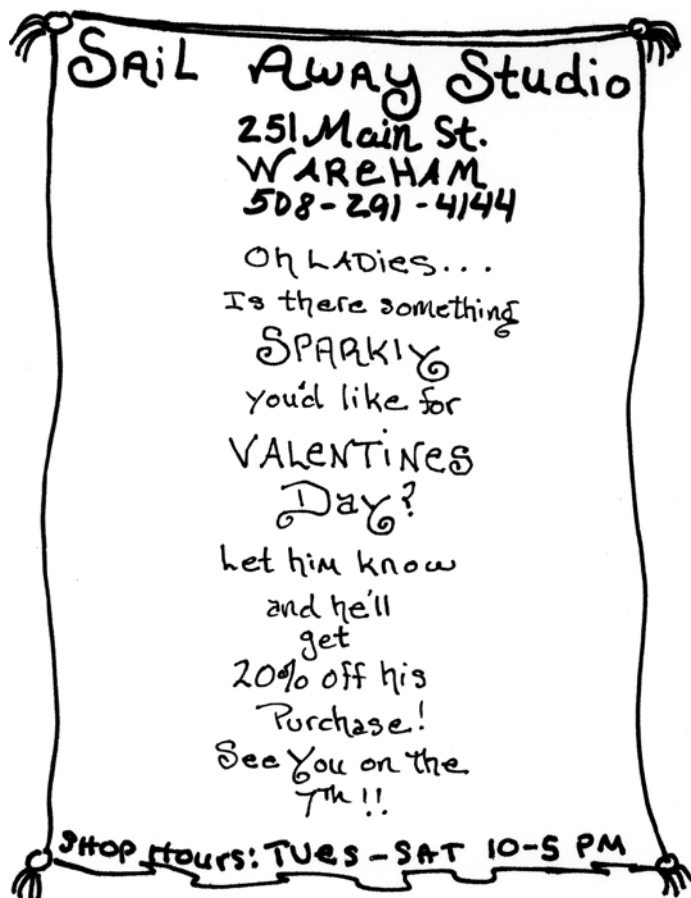 SAiL AWAy Studio
251 Main St.
WAReHAM
508-291-4144
Oh LADies...
Is there something
SPARKly
you'd like for
VALeNTiNes
Day?
Let him know
and he'll
get
20% off his
Purchase!
See You on the
7th!!
SHOP Hours: TUes - SAT 10-5 PM